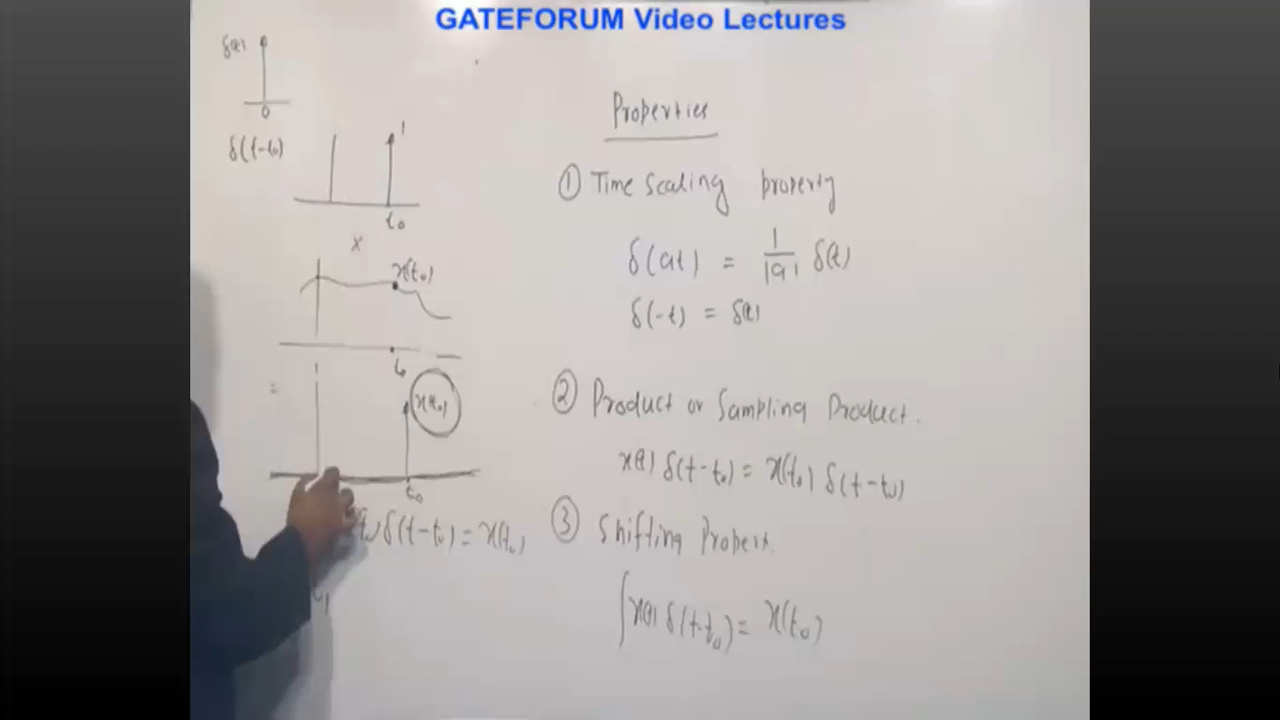 GATEFORUM Video Lectures
δ(t)
0
δ(t-t₀)
1
t₀
x
x(t₀)
t₀
=
x(t₀)
t₀
δ(t-t₀) = x(t₀)
Properties
① Time Scaling property
δ(at) = 1/|a| δ(t)
δ(-t) = δ(t)
② Product or Sampling Product.
x(t) δ(t-t₀) = x(t₀) δ(t-t₀)
③ Shifting Propert.
∫x(t) δ(t-t₀) = x(t₀)